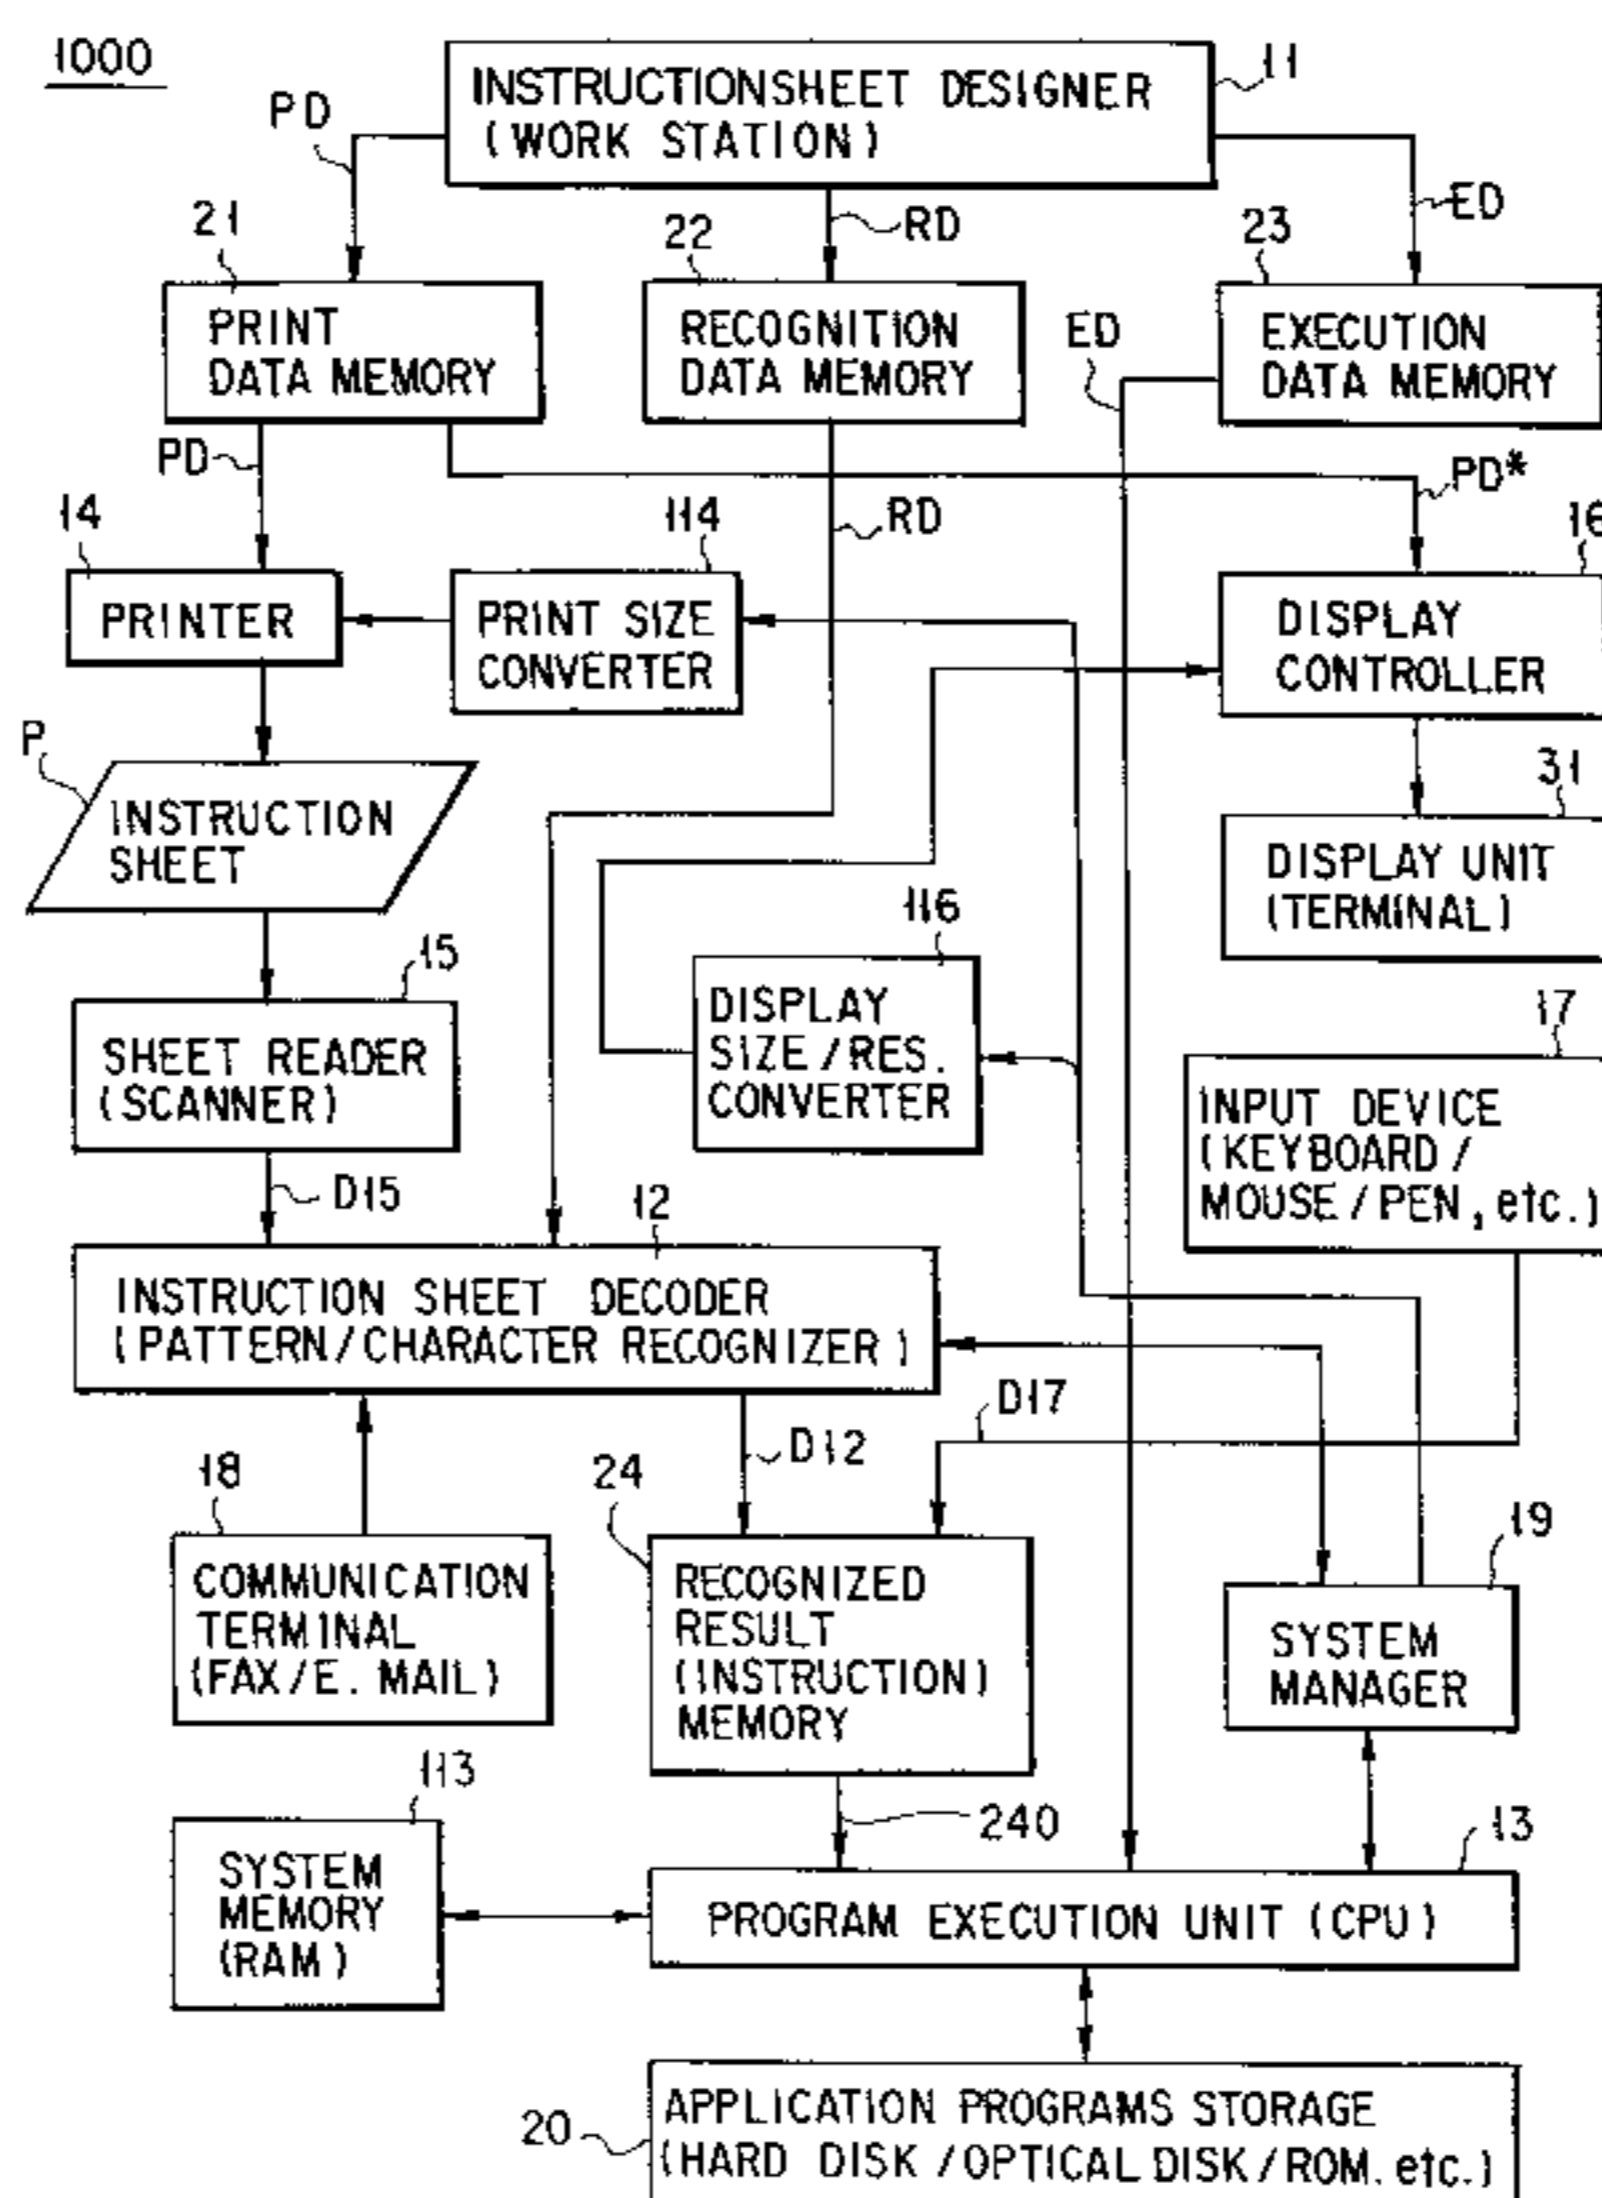 1000
INSTRUCTIONSHEET DESIGNER
(WORK STATION)
11
PD
RD
ED
21
PRINT
DATA MEMORY
22
RECOGNITION
DATA MEMORY
23
EXECUTION
DATA MEMORY
ED
PD
RD
PD*
14
PRINTER
114
PRINT SIZE
CONVERTER
16
DISPLAY
CONTROLLER
P
INSTRUCTION
SHEET
31
DISPLAY UNIT
(TERMINAL)
15
SHEET READER
(SCANNER)
116
DISPLAY
SIZE/RES.
CONVERTER
17
INPUT DEVICE
(KEYBOARD/
MOUSE/PEN, etc.)
D15
12
INSTRUCTION SHEET DECODER
(PATTERN/CHARACTER RECOGNIZER)
D17
D12
18
COMMUNICATION
TERMINAL
(FAX/E. MAIL)
24
RECOGNIZED
RESULT
(INSTRUCTION)
MEMORY
19
SYSTEM
MANAGER
113
SYSTEM
MEMORY
(RAM)
240
13
PROGRAM EXECUTION UNIT (CPU)
20
APPLICATION PROGRAMS STORAGE
(HARD DISK/OPTICAL DISK/ROM. etc.)